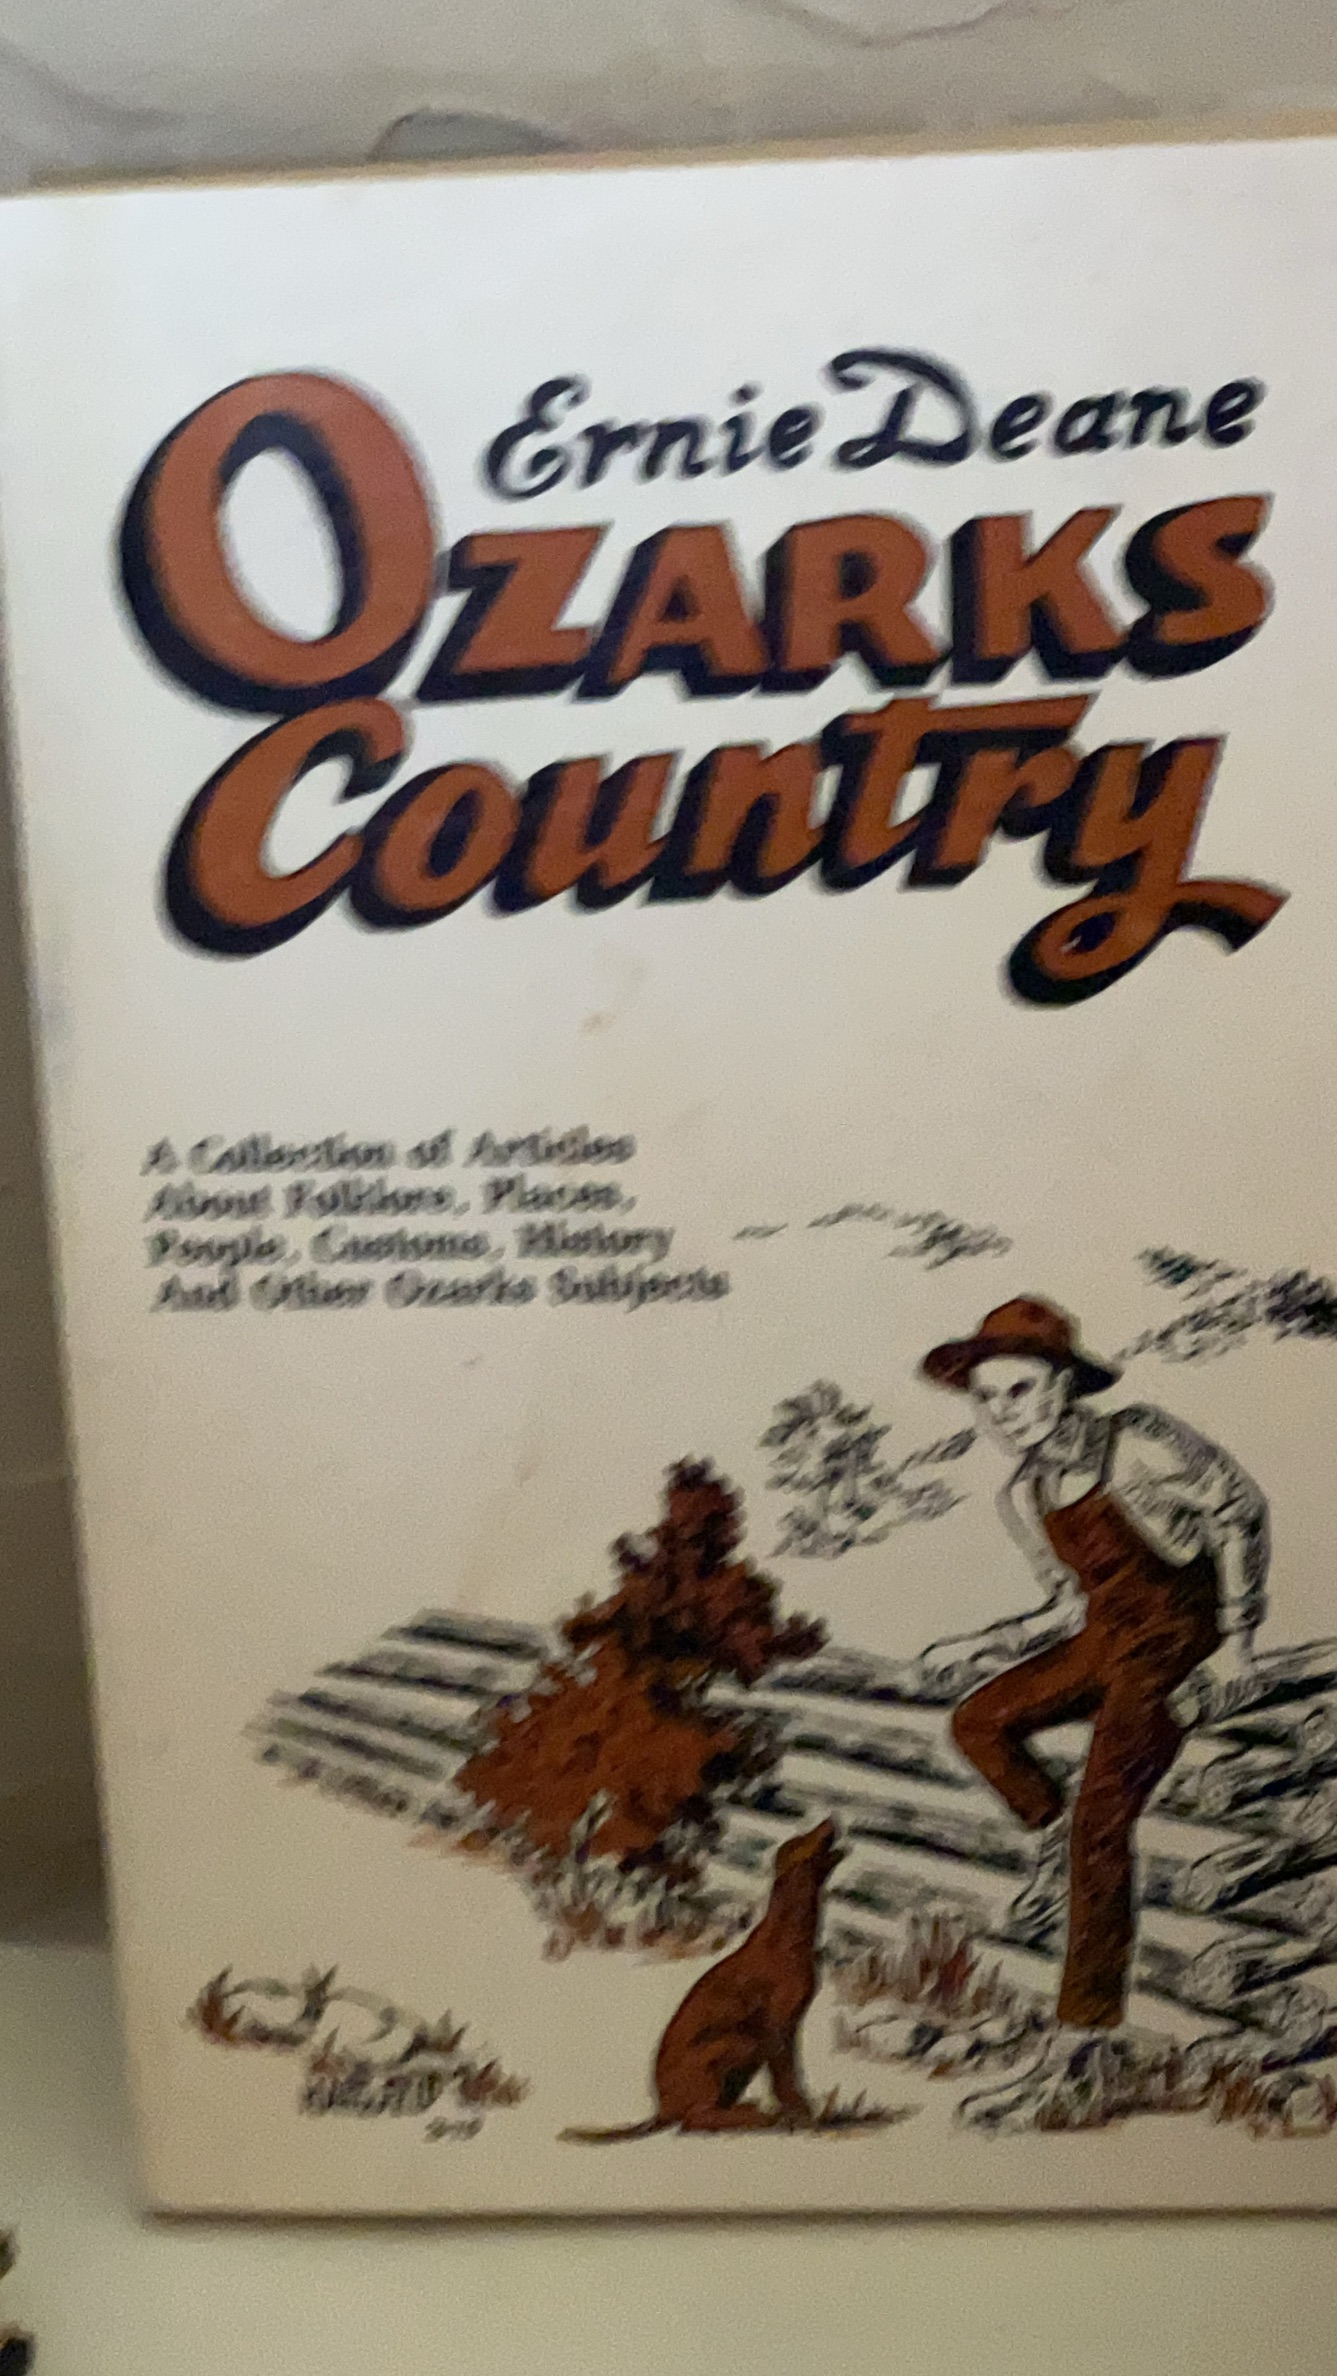 Ernie Deane
Ozarks
Country
A Collection of Articles
About Folklore, Places,
People, Customs, History
And Other Ozarks Subjects